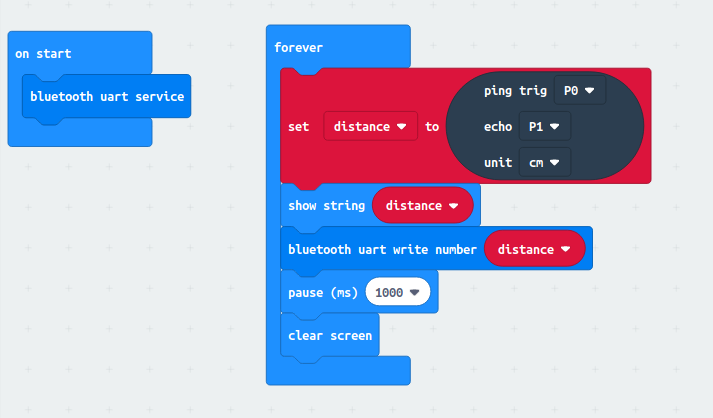 on start
bluetooth uart service
forever
set distance to
ping trig P0
echo P1
unit cm
show string distance
bluetooth uart write number distance
pause (ms) 1000
clear screen